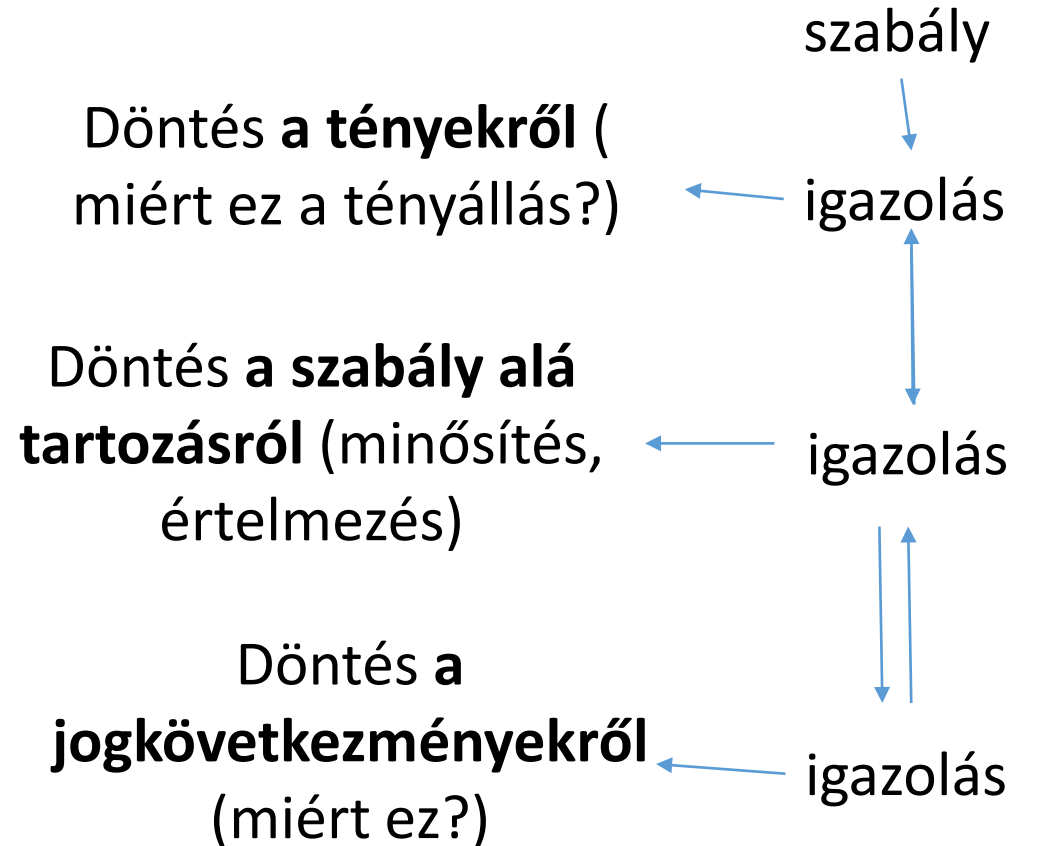 szabály
Döntés a tényekről (
miért ez a tényállás?)
igazolás
Döntés a szabály alá
tartozásról (minősítés,
értelmezés)
igazolás
Döntés a
jogkövetkezményekről
(miért ez?)
igazolás